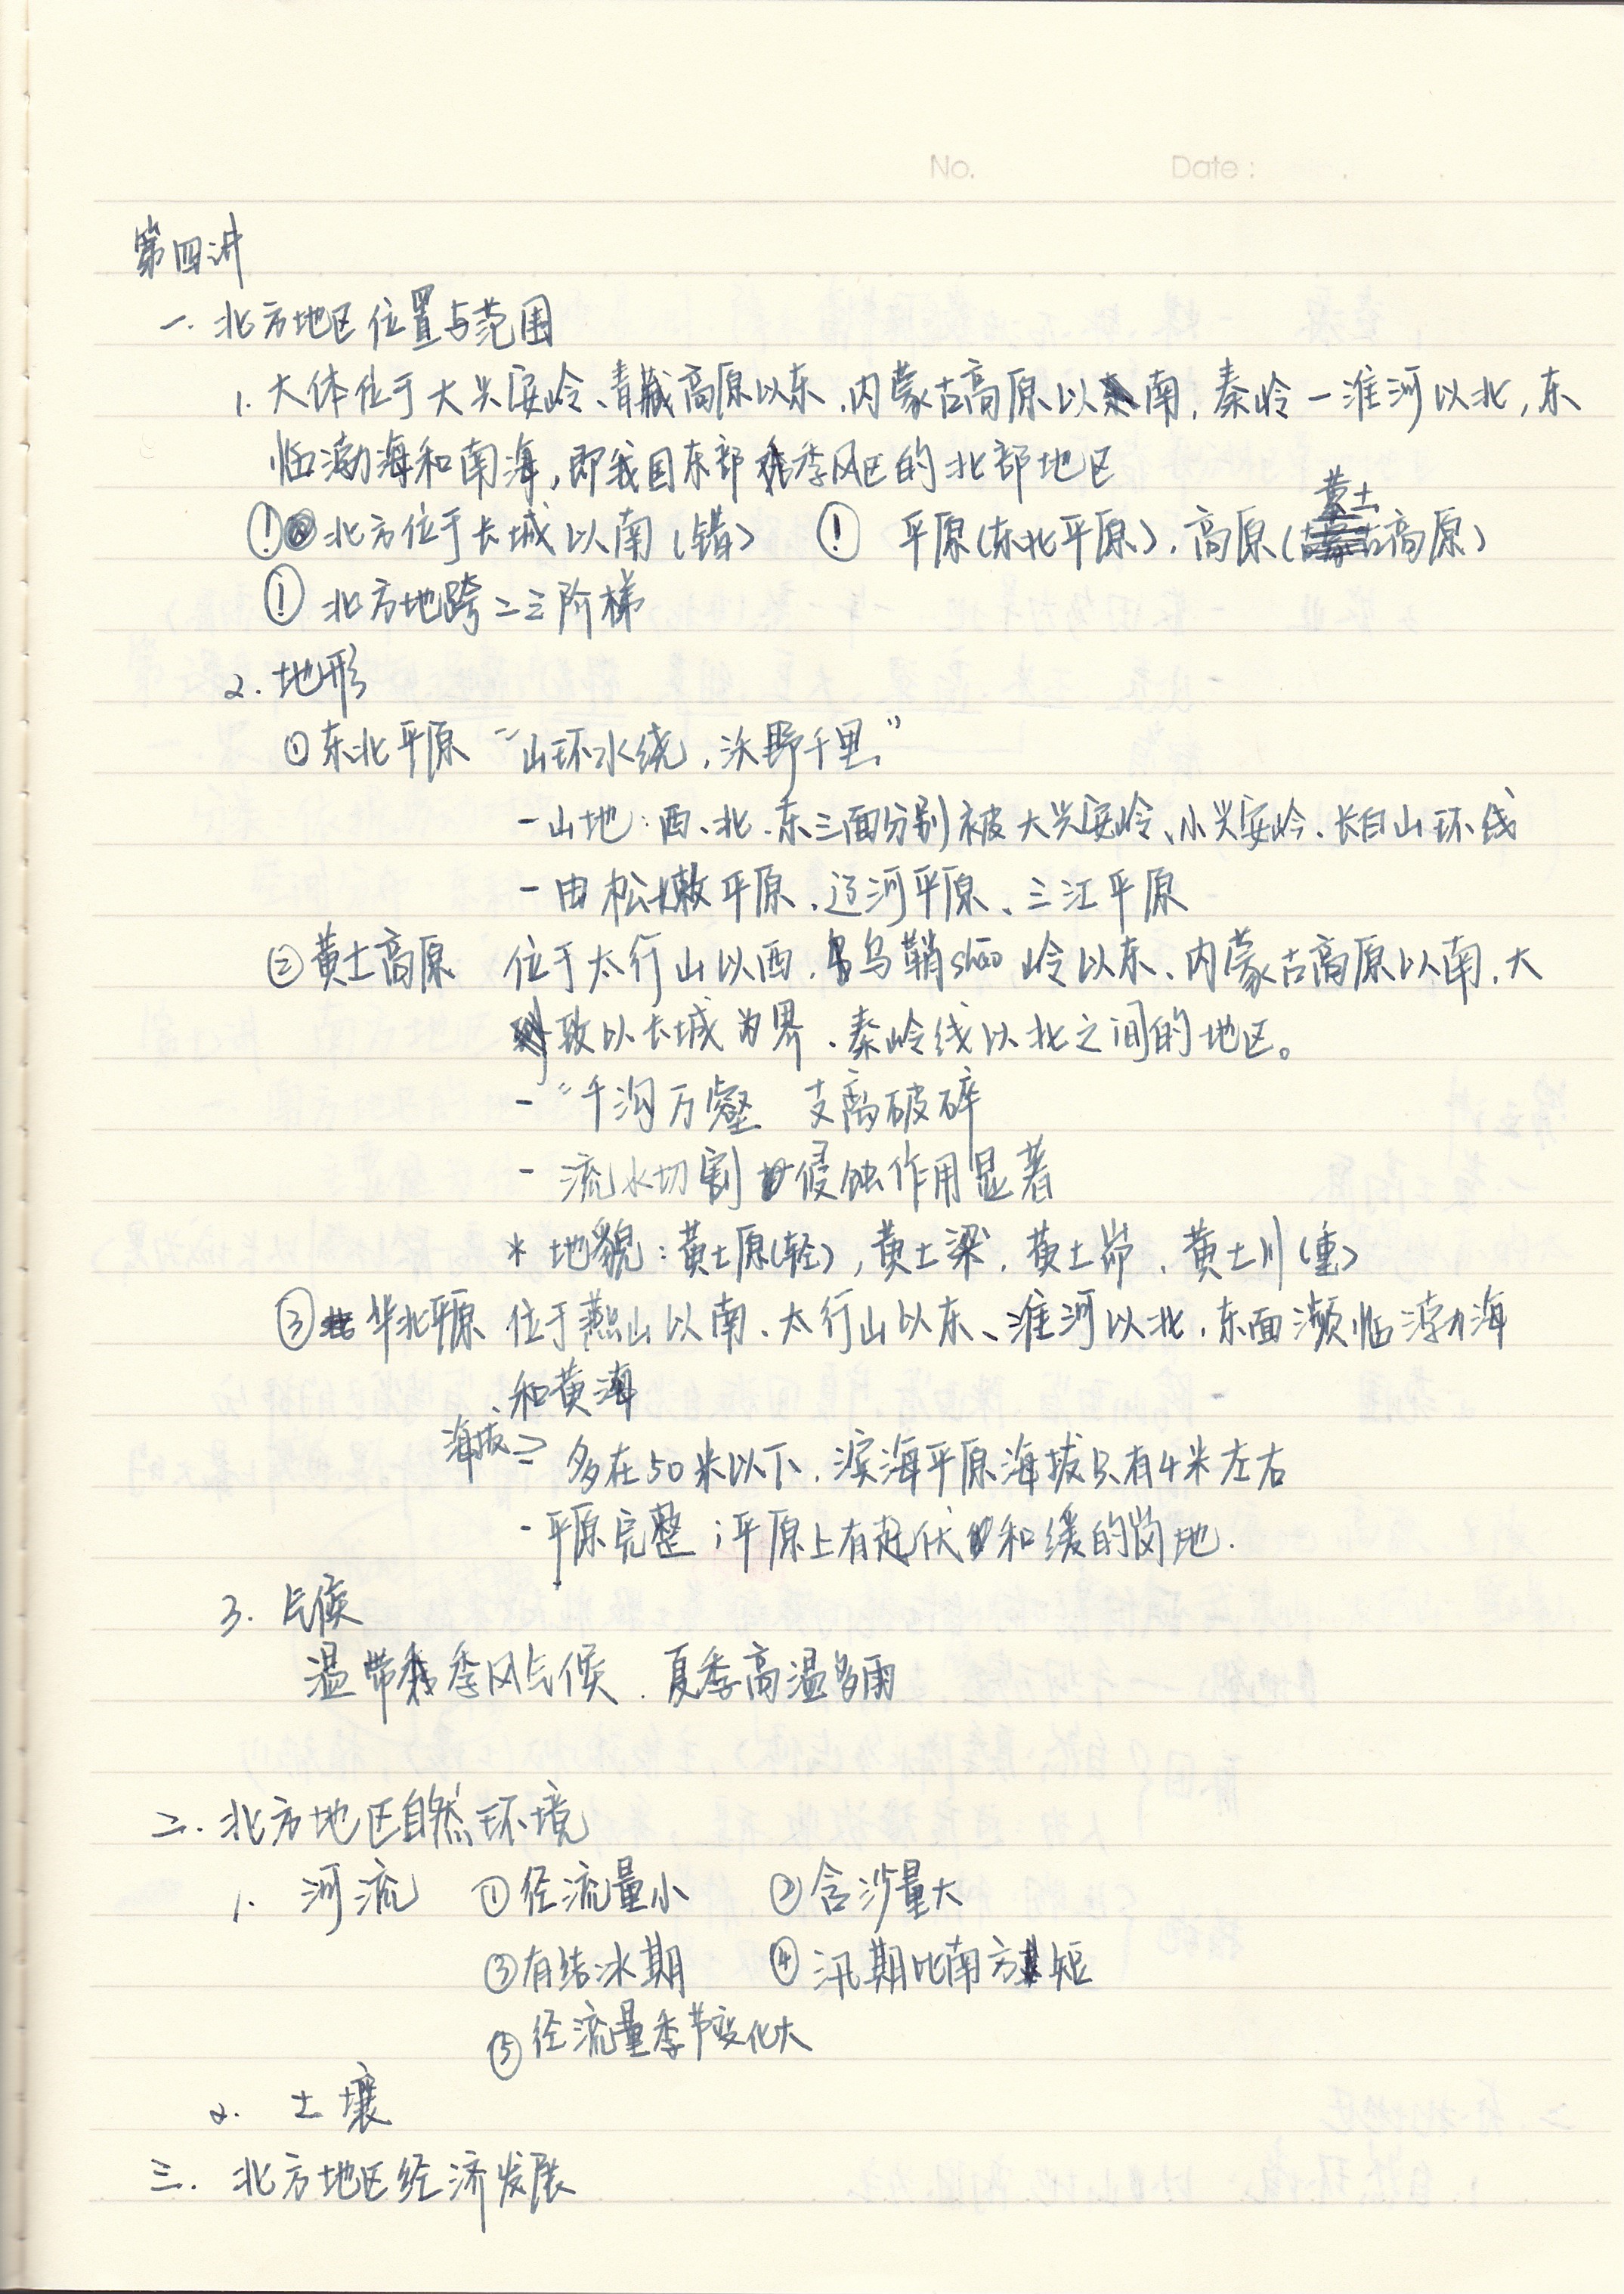 No. Date:
第四讲
一. 北方地区位置与范围
1. 大体位于大兴安岭、青藏高原以东、内蒙古高原以南, 秦岭一淮河以北, 东
临渤海和南海, 即我国东部季风区的北部地区
! 北方位于长城以南(错) ! 平原(东北平原)、高原(黄土高原)
! 北方地跨二三阶梯
2. 地形
①东北平原 “山环水绕, 沃野千里”
- 山地: 西、北、东三面分别被大兴安岭、小兴安岭、长白山环线
- 由松嫩平原、辽河平原、三江平原
②黄土高原 位于太行山以西、乌鞘shao岭以东、内蒙古高原以南、大
致以长城为界、秦岭线以北之间的地区。
- “千沟万壑 支离破碎
- 流水切割侵蚀作用显著
* 地貌: 黄土原(轻), 黄土梁、黄土峁、黄土川(重)
③华北平原 位于燕山以南、太行山以东、淮河以北、东面濒临渤海
和黄海
海拔 多在50米以下、滨海平原海拔只有4米左右
- 平原完整; 平原上有起伏和缓的岗地.
3. 气候
温带季风气候、夏季高温多雨
二. 北方地区自然环境
1. 河流 ①径流量小 ②含沙量大
③有结冰期 ④汛期比南方短
⑤径流量季节变化大
2. 土壤
三. 北方地区经济发展